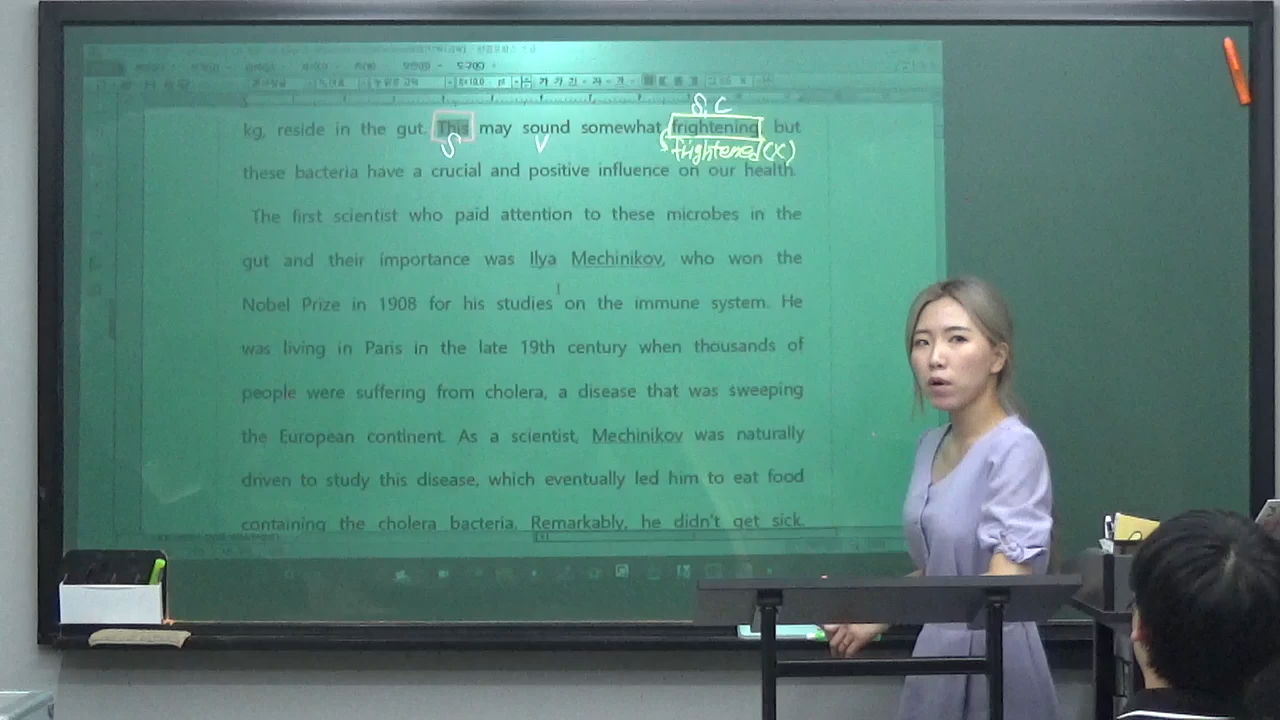 S.C
kg, reside in the gut. This may sound somewhat frightening, but
S V frightened (X)
these bacteria have a crucial and positive influence on our health.
The first scientist who paid attention to these microbes in the
gut and their importance was Ilya Mechinikov, who won the
Nobel Prize in 1908 for his studies on the immune system. He
was living in Paris in the late 19th century when thousands of
people were suffering from cholera, a disease that was sweeping
the European continent. As a scientist, Mechinikov was naturally
driven to study this disease, which eventually led him to eat food
containing the cholera bacteria. Remarkably, he didn't get sick.